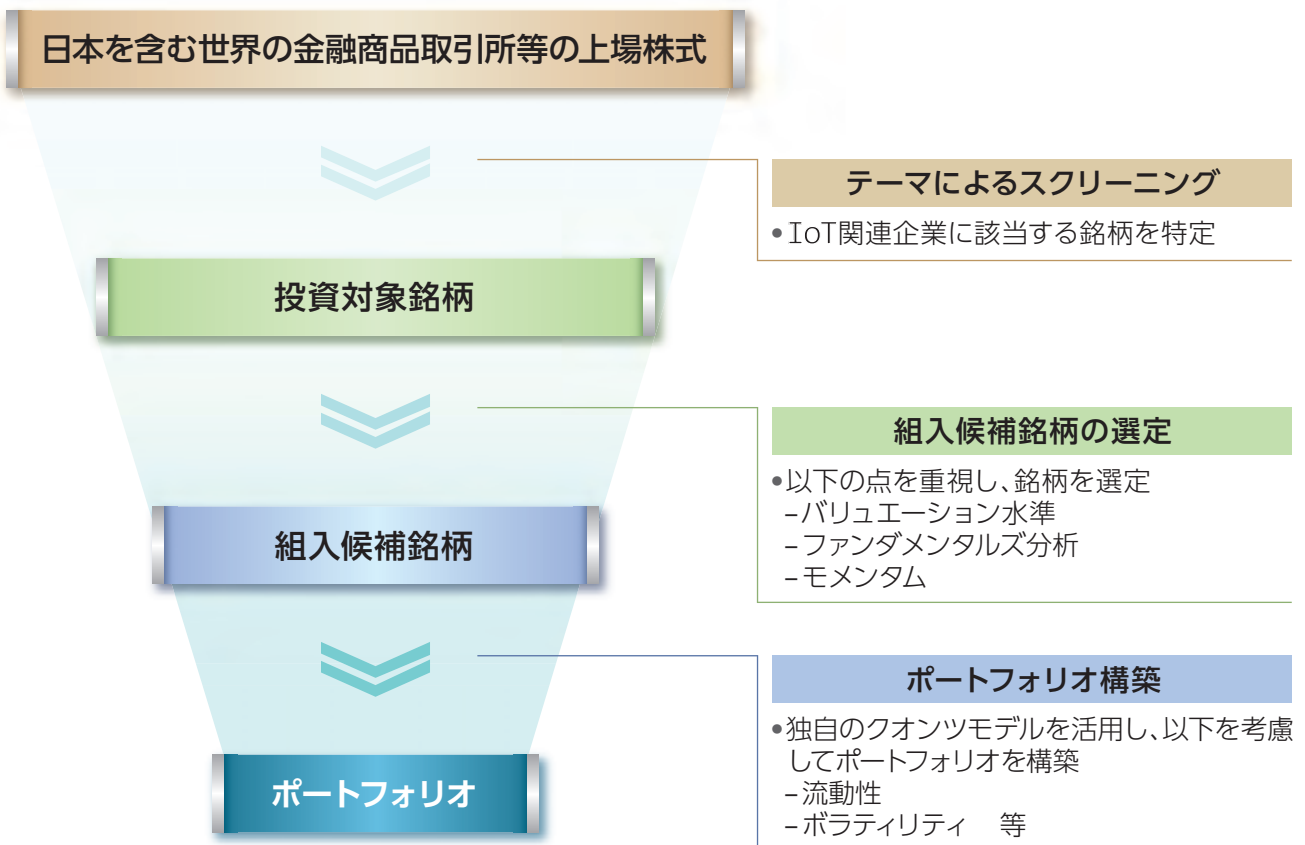 日本を含む世界の金融商品取引所等の上場株式
テーマによるスクリーニング
•IoT関連企業に該当する銘柄を特定
投資対象銘柄
組入候補銘柄の選定
•以下の点を重視し、銘柄を選定
–バリュエーション水準
–ファンダメンタルズ分析
–モメンタム
組入候補銘柄
ポートフォリオ構築
•独自のクオンツモデルを活用し、以下を考慮
してポートフォリオを構築
–流動性
–ボラティリティ　等
ポートフォリオ